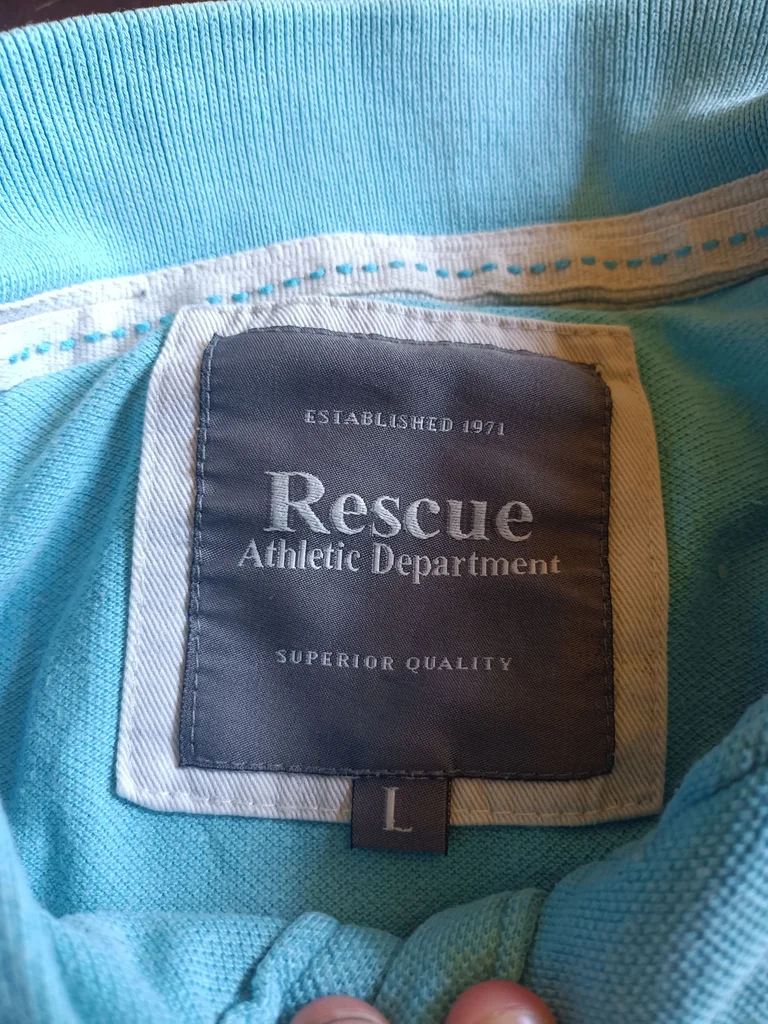 ESTABLISHED 1971
Rescue
Athletic Department
SUPERIOR QUALITY
L